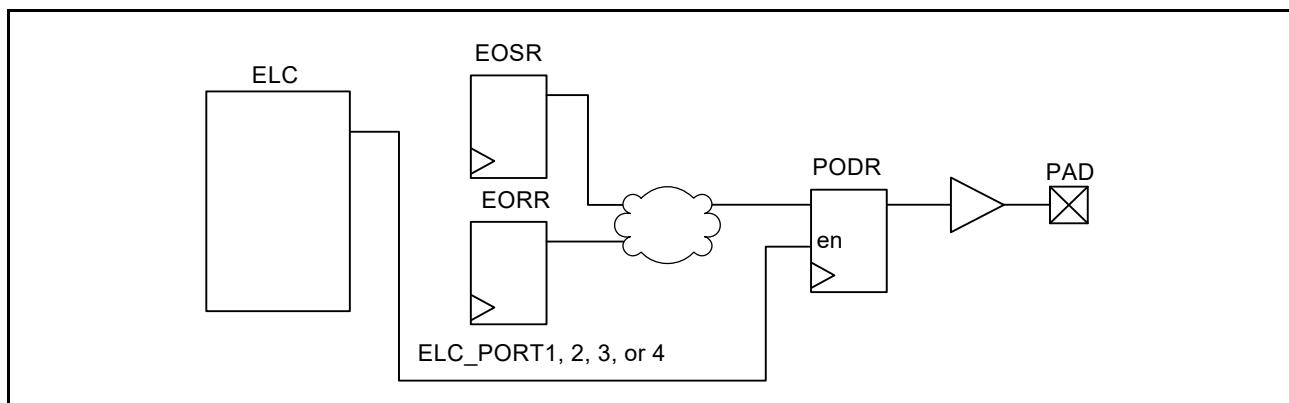 EOSR
ELC
PODR
PAD
EORR
en
ELC_PORT1, 2, 3, or 4